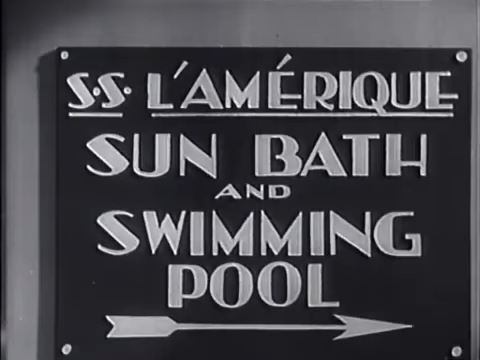 S·S· L'AMÉRIQUE
SUN BATH
AND
SWIMMING
POOL